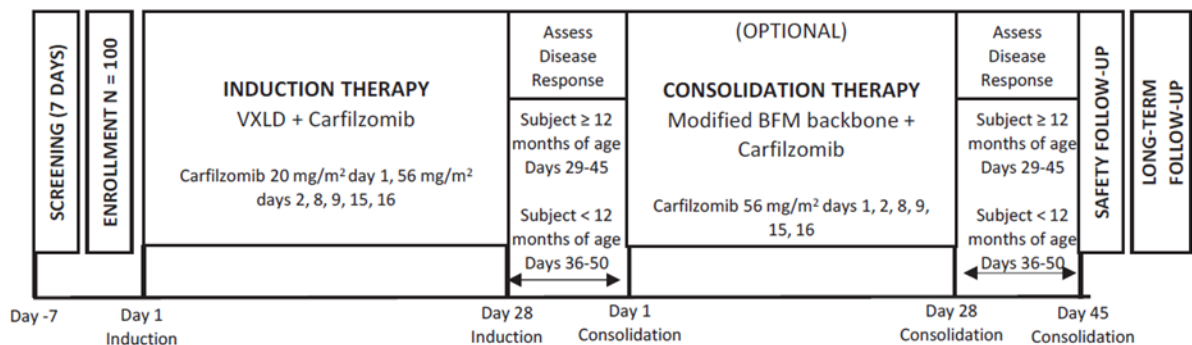 SCREENING (7 DAYS)
ENROLLMENT N = 100
INDUCTION THERAPY
VXLD + Carfilzomib
Carfilzomib 20 mg/m² day 1, 56 mg/m²
days 2, 8, 9, 15, 16
Assess
Disease
Response
Subject ≥ 12
months of age
Days 29-45
Subject < 12
months of age
Days 36-50
(OPTIONAL)
CONSOLIDATION THERAPY
Modified BFM backbone +
Carfilzomib
Carfilzomib 56 mg/m² days 1, 2, 8, 9,
15, 16
Assess
Disease
Response
Subject ≥ 12
months of age
Days 29-45
Subject < 12
months of age
Days 36-50
SAFETY FOLLOW-UP
LONG-TERM
FOLLOW-UP
Day -7
Day 1
Induction
Day 28
Induction
Day 1
Consolidation
Day 28
Consolidation
Day 45
Consolidation